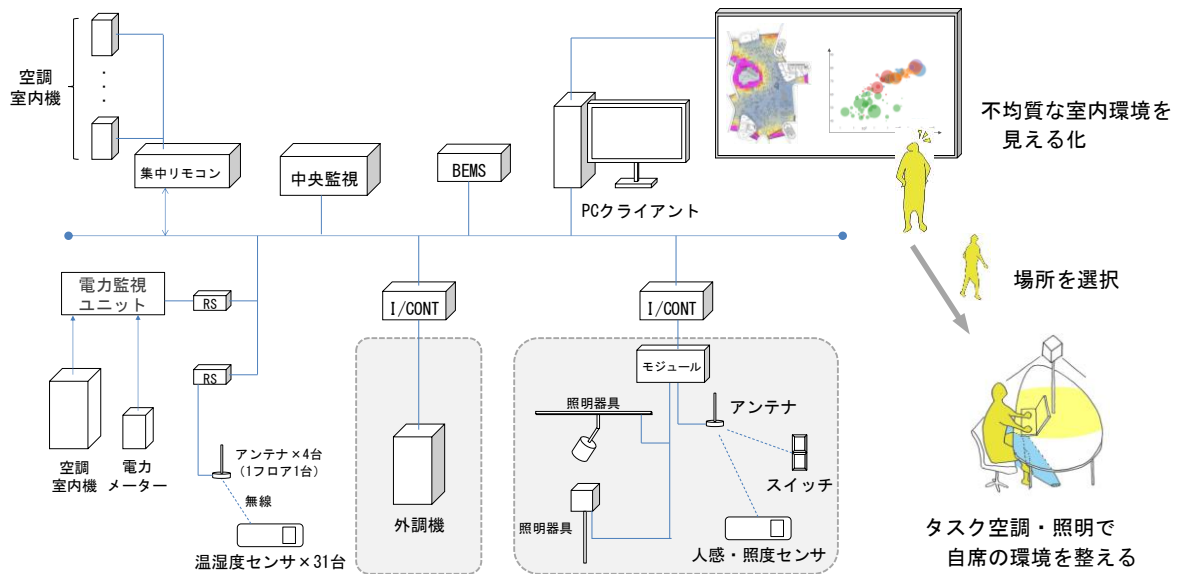 空調
室内機
集中リモコン
中央監視
BEMS
PCクライアント
不均質な室内環境を
見える化
場所を選択
電力監視
ユニット
RS
RS
I/CONT
I/CONT
モジュール
照明器具
アンテナ
スイッチ
照明器具
人感・照度センサ
外調機
空調
室内機
電力
メーター
アンテナ×4台
(1フロア1台)
無線
温湿度センサ×31台
タスク空調・照明で
自席の環境を整える